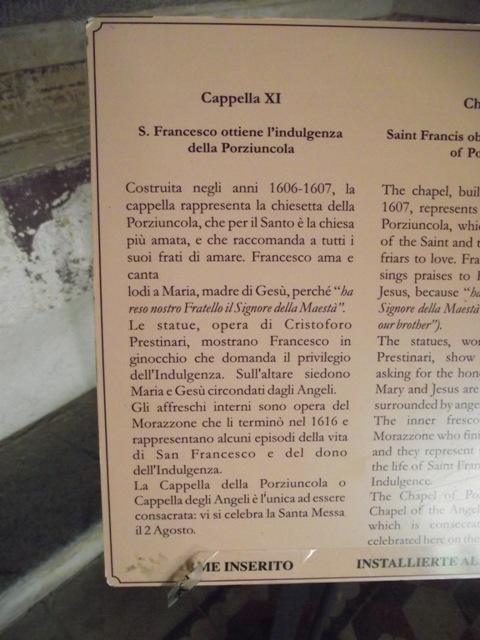 Cappella XI
S. Francesco ottiene l'indulgenza
della Porziuncola
Costruita negli anni 1606-1607, la
cappella rappresenta la chiesetta della
Porziuncola, che per il Santo è la chiesa
più amata, e che raccomanda a tutti i
suoi frati di amare. Francesco ama e
canta
lodi a Maria, madre di Gesù, perché "ha
reso nostro Fratello il Signore della Maestà".
Le statue, opera di Cristoforo
Prestinari, mostrano Francesco in
ginocchio che domanda il privilegio
dell'Indulgenza. Sull'altare siedono
Maria e Gesù circondati dagli Angeli.
Gli affreschi interni sono opera del
Morazzone che li terminò nel 1616 e
rappresentano alcuni episodi della vita
di San Francesco e del dono
dell'Indulgenza.
La Cappella della Porziuncola o
Cappella degli Angeli è l'unica ad essere
consacrata: vi si celebra la Santa Messa
il 2 Agosto.
RME INSERITO
Ch
Saint Francis ob
of Po
The chapel, buil
1607, represents
Porziuncola, whi
of the Saint and t
friars to love. Fra
sings praises to
Jesus, because "ha
Signore della Maestà
our brother").
The statues, wor
Prestinari, show
asking for the hon
Mary and Jesus are
surrounded by ange
The inner fresco
Morazzone who fini
and they represent
the life of Saint Fran
Indulgence.
The Chapel of Po
Chapel of the Angel
which is consecrat
celebrated here on the
INSTALLIERTE AL